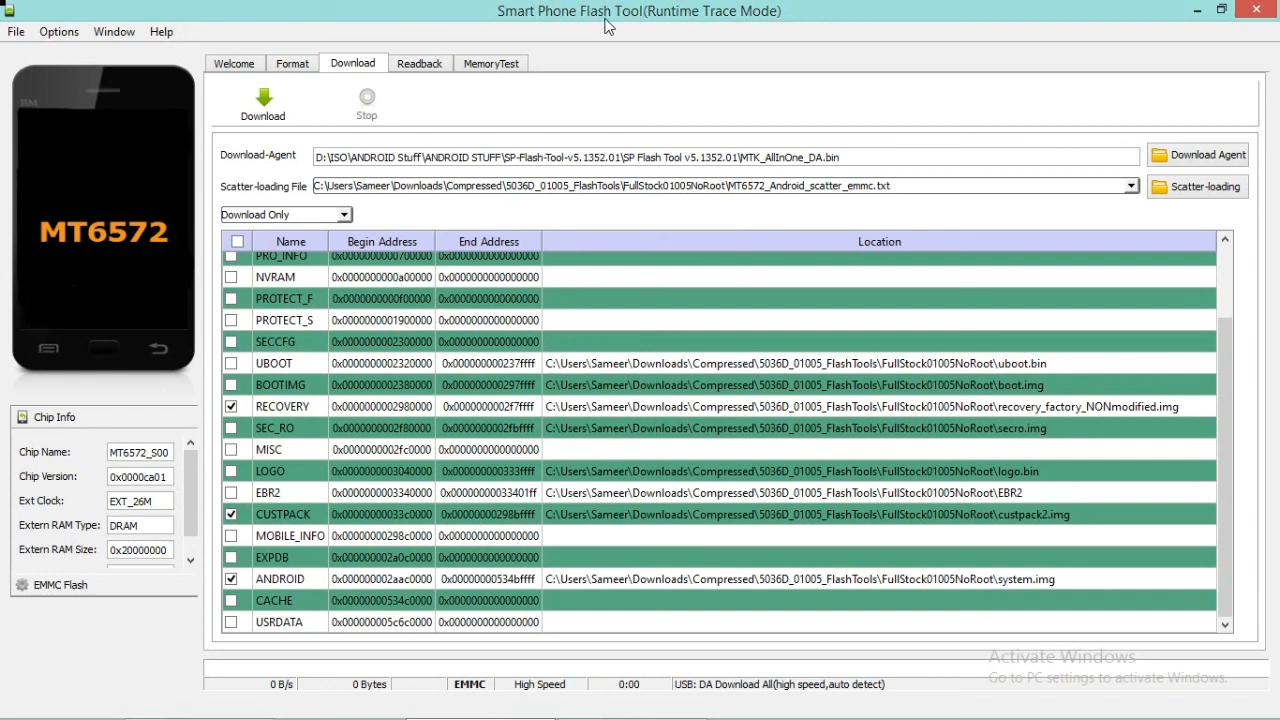 Smart Phone Flash Tool(Runtime Trace Mode)
File Options Window Help
Welcome Format Download Readback MemoryTest
BM
Download Stop
Download-Agent D:\ISO\ANDROID Stuff\ANDROID STUFF\SP-Flash-Tool-v5.1352.01\SP Flash Tool v5.1352.01\MTK_AllInOne_DA.bin Download Agent
Scatter-loading File C:\Users\Sameer\Downloads\Compressed\5036D_01005_FlashTools\FullStock01005NoRoot\MT6572_Android_scatter_emmc.txt Scatter-loading
Download Only
MT6572
Name Begin Address End Address Location
PRO_INFO 0x0000000000700000 0x0000000000000000
NVRAM 0x0000000000a00000 0x0000000000000000
PROTECT_F 0x0000000000f00000 0x0000000000000000
PROTECT_S 0x0000000001900000 0x0000000000000000
SECCFG 0x0000000002300000 0x0000000000000000
UBOOT 0x0000000002320000 0x000000000237ffff C:\Users\Sameer\Downloads\Compressed\5036D_01005_FlashTools\FullStock01005NoRoot\uboot.bin
BOOTIMG 0x0000000002380000 0x000000000297ffff C:\Users\Sameer\Downloads\Compressed\5036D_01005_FlashTools\FullStock01005NoRoot\boot.img
RECOVERY 0x0000000002980000 0x0000000002f7ffff C:\Users\Sameer\Downloads\Compressed\5036D_01005_FlashTools\FullStock01005NoRoot\recovery_factory_NONmodified.img
SEC_RO 0x0000000002f80000 0x0000000002fbffff C:\Users\Sameer\Downloads\Compressed\5036D_01005_FlashTools\FullStock01005NoRoot\secro.img
MISC 0x0000000002fc0000 0x0000000000000000
LOGO 0x0000000003040000 0x000000000333ffff C:\Users\Sameer\Downloads\Compressed\5036D_01005_FlashTools\FullStock01005NoRoot\logo.bin
EBR2 0x0000000003340000 0x00000000033401ff C:\Users\Sameer\Downloads\Compressed\5036D_01005_FlashTools\FullStock01005NoRoot\EBR2
CUSTPACK 0x00000000033c0000 0x00000000298bffff C:\Users\Sameer\Downloads\Compressed\5036D_01005_FlashTools\FullStock01005NoRoot\custpack2.img
MOBILE_INFO 0x00000000298c0000 0x0000000000000000
EXPDB 0x000000002a0c0000 0x0000000000000000
ANDROID 0x000000002aac0000 0x00000000534bffff C:\Users\Sameer\Downloads\Compressed\5036D_01005_FlashTools\FullStock01005NoRoot\system.img
CACHE 0x00000000534c0000 0x0000000000000000
USRDATA 0x000000005c6c0000 0x0000000000000000
Chip Info
Chip Name: MT6572_S00
Chip Version: 0x0000ca01
Ext Clock: EXT_26M
Extern RAM Type: DRAM
Extern RAM Size: 0x20000000
EMMC Flash
Activate Windows
Go to PC settings to activate Windows.
0 B/s 0 Bytes EMMC High Speed 0:00 USB: DA Download All(high speed,auto detect)